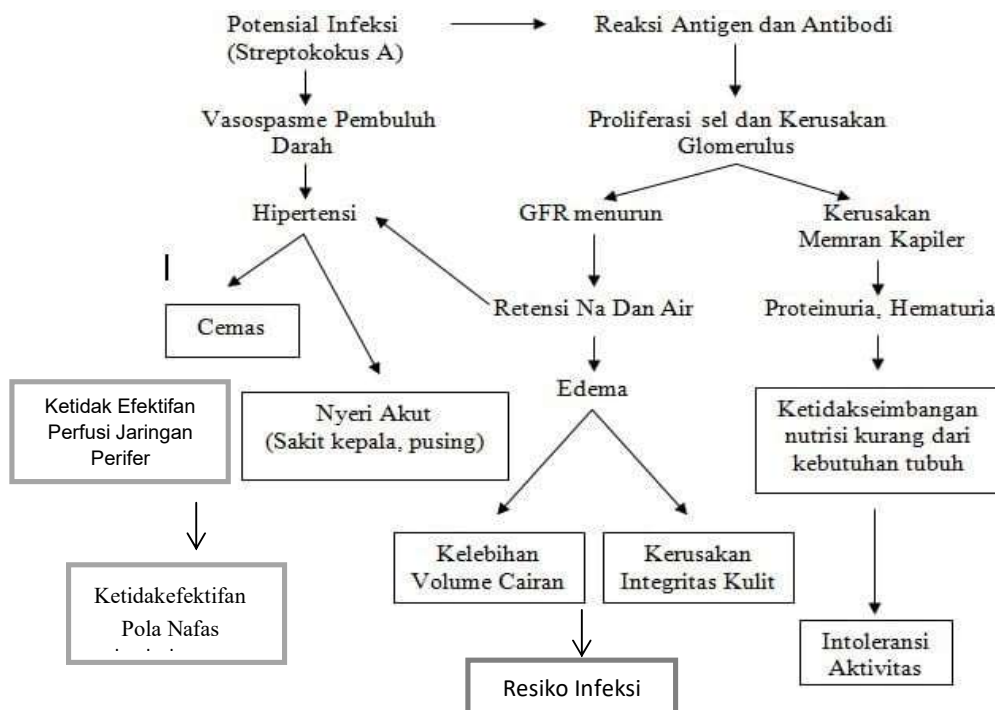 Potensial Infeksi
(Streptokokus A)
Reaksi Antigen dan Antibodi
Vasospasme Pembuluh
Darah
Proliferasi sel dan Kerusakan
Glomerulus
Hipertensi
GFR menurun
Kerusakan
Memran Kapiler
Cemas
Retensi Na Dan Air
Proteinuria, Hematuria
Ketidak Efektifan
Perfusi Jaringan
Perifer
Nyeri Akut
(Sakit kepala, pusing)
Edema
Ketidakseimbangan
nutrisi kurang dari
kebutuhan tubuh
Ketidakefektifan
Pola Nafas
Kelebihan
Volume Cairan
Kerusakan
Integritas Kulit
Intoleransi
Aktivitas
Resiko Infeksi